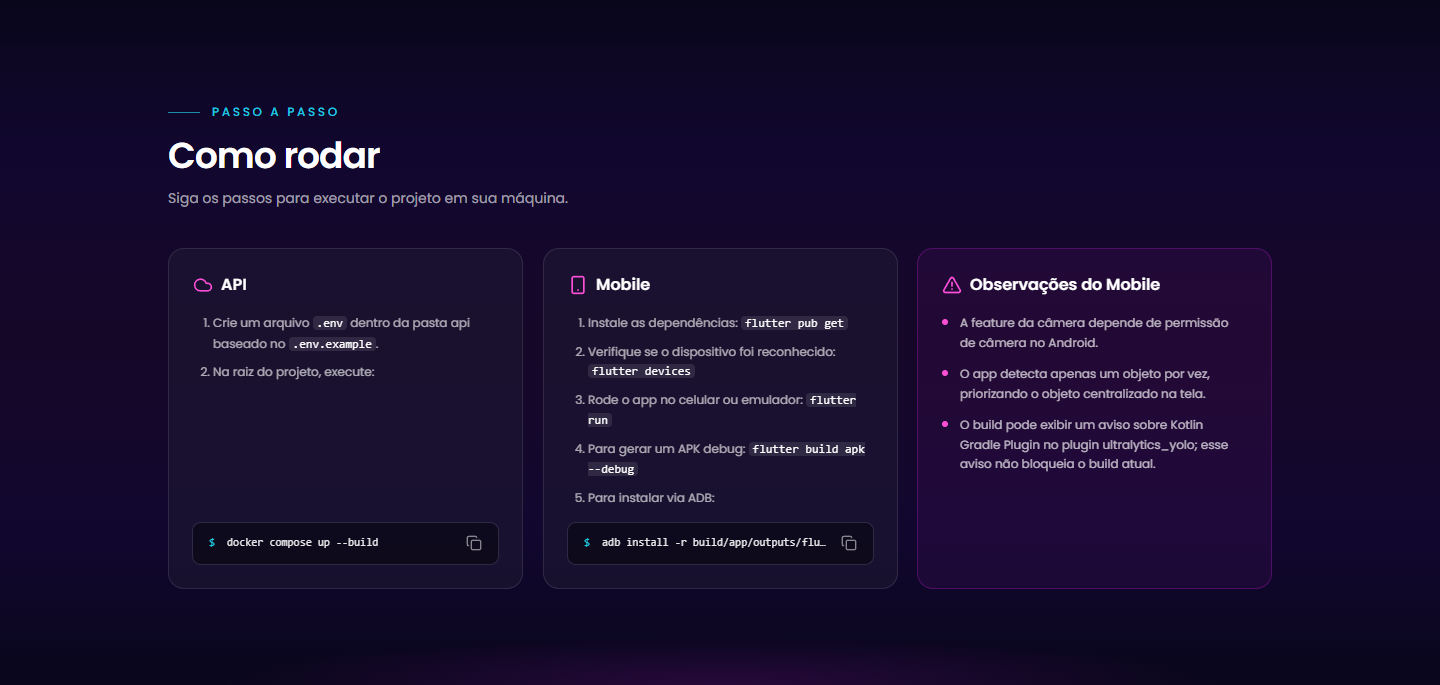 PASSO A PASSO
Como rodar
Siga os passos para executar o projeto em sua máquina.
API
1. Crie um arquivo .env dentro da pasta api
baseado no .env.example.
2. Na raiz do projeto, execute:
$ docker compose up --build
Mobile
1. Instale as dependências: flutter pub get
2. Verifique se o dispositivo foi reconhecido:
flutter devices
3. Rode o app no celular ou emulador: flutter
run
4. Para gerar um APK debug: flutter build apk
--debug
5. Para instalar via ADB:
$ adb install -r build/app/outputs/flu…
Observações do Mobile
A feature da câmera depende de permissão
de câmera no Android.
O app detecta apenas um objeto por vez,
priorizando o objeto centralizado na tela.
O build pode exibir um aviso sobre Kotlin
Gradle Plugin no plugin ultralytics_yolo; esse
aviso não bloqueia o build atual.